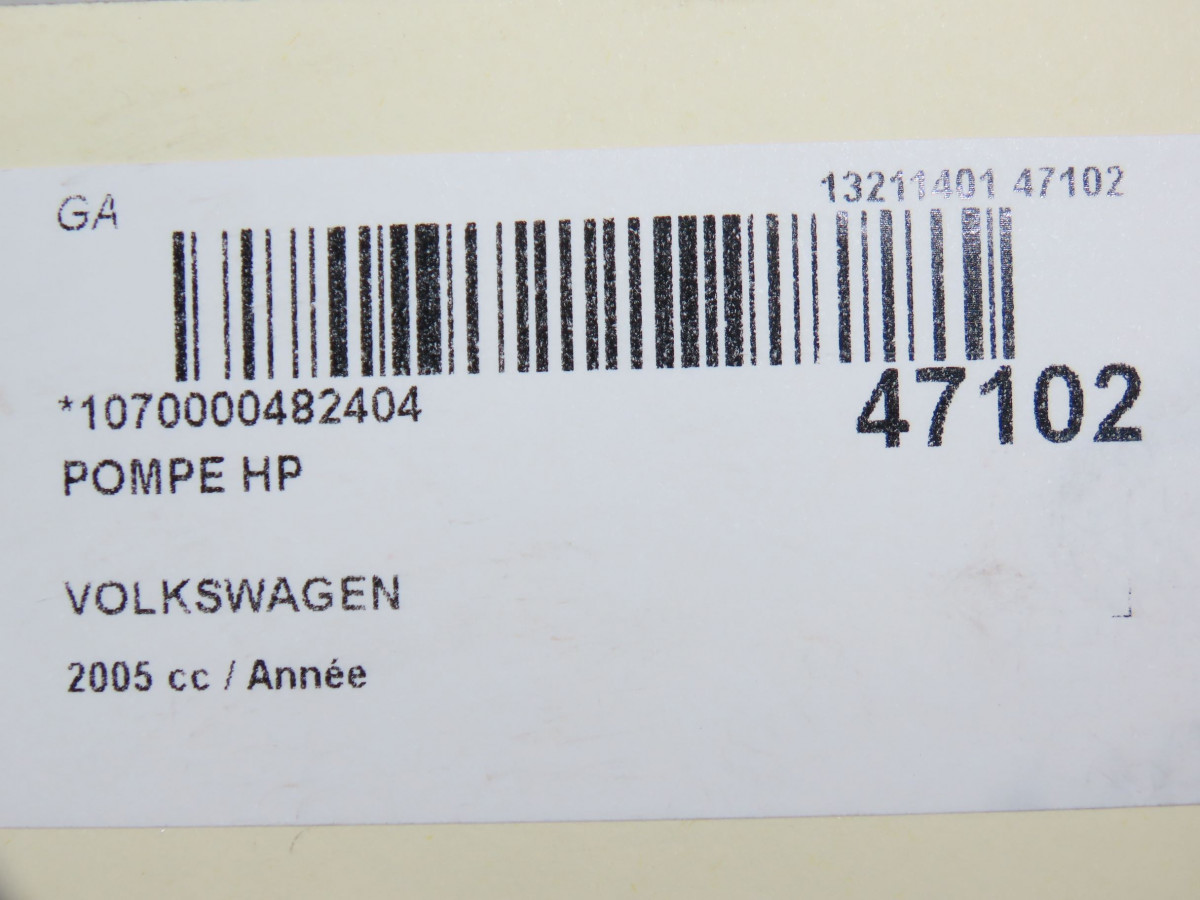 GA
13211401 47102
*1070000482404
47102
POMPE HP
VOLKSWAGEN
2005 cc / Année